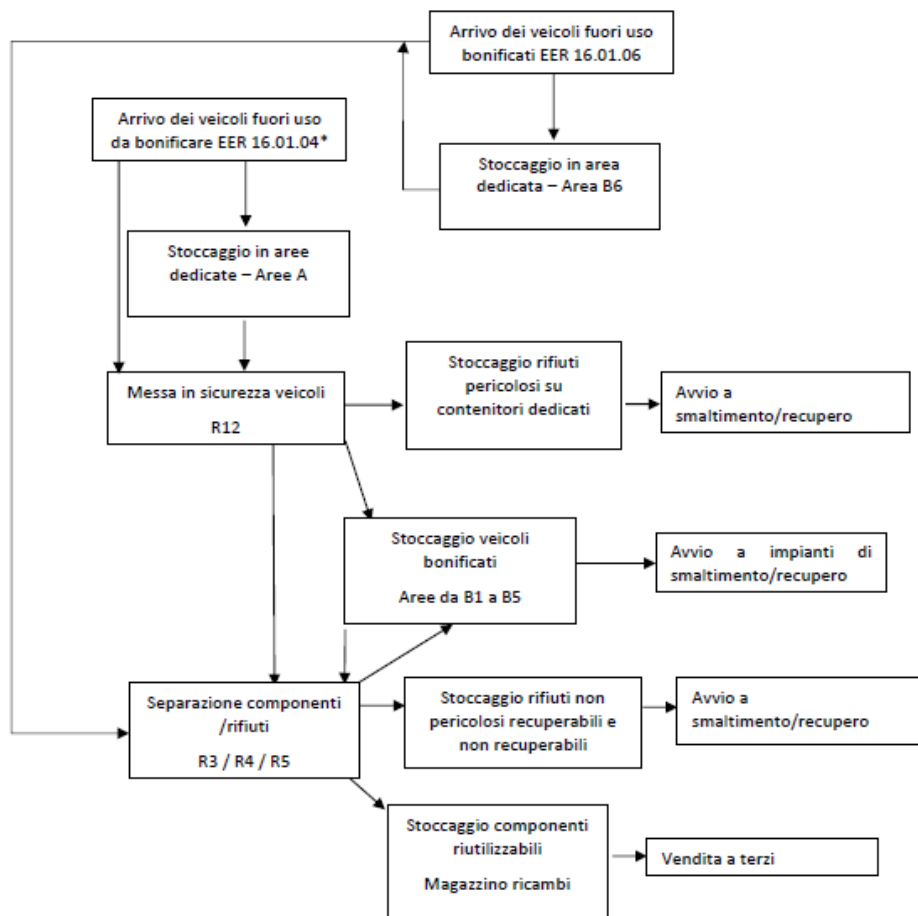 Arrivo dei veicoli fuori uso
bonificati EER 16.01.06
Arrivo dei veicoli fuori uso
da bonificare EER 16.01.04*
Stoccaggio in area
dedicata – Area B6
Stoccaggio in aree
dedicate – Aree A
Messa in sicurezza veicoli
R12
Stoccaggio rifiuti
pericolosi su
contenitori dedicati
Avvio a
smaltimento/recupero
Stoccaggio veicoli
bonificati
Aree da B1 a B5
Avvio a impianti di
smaltimento/recupero
Separazione componenti
/rifiuti
R3 / R4 / R5
Stoccaggio rifiuti non
pericolosi recuperabili e
non recuperabili
Avvio a
smaltimento/recupero
Stoccaggio componenti
riutilizzabili
Magazzino ricambi
Vendita a terzi